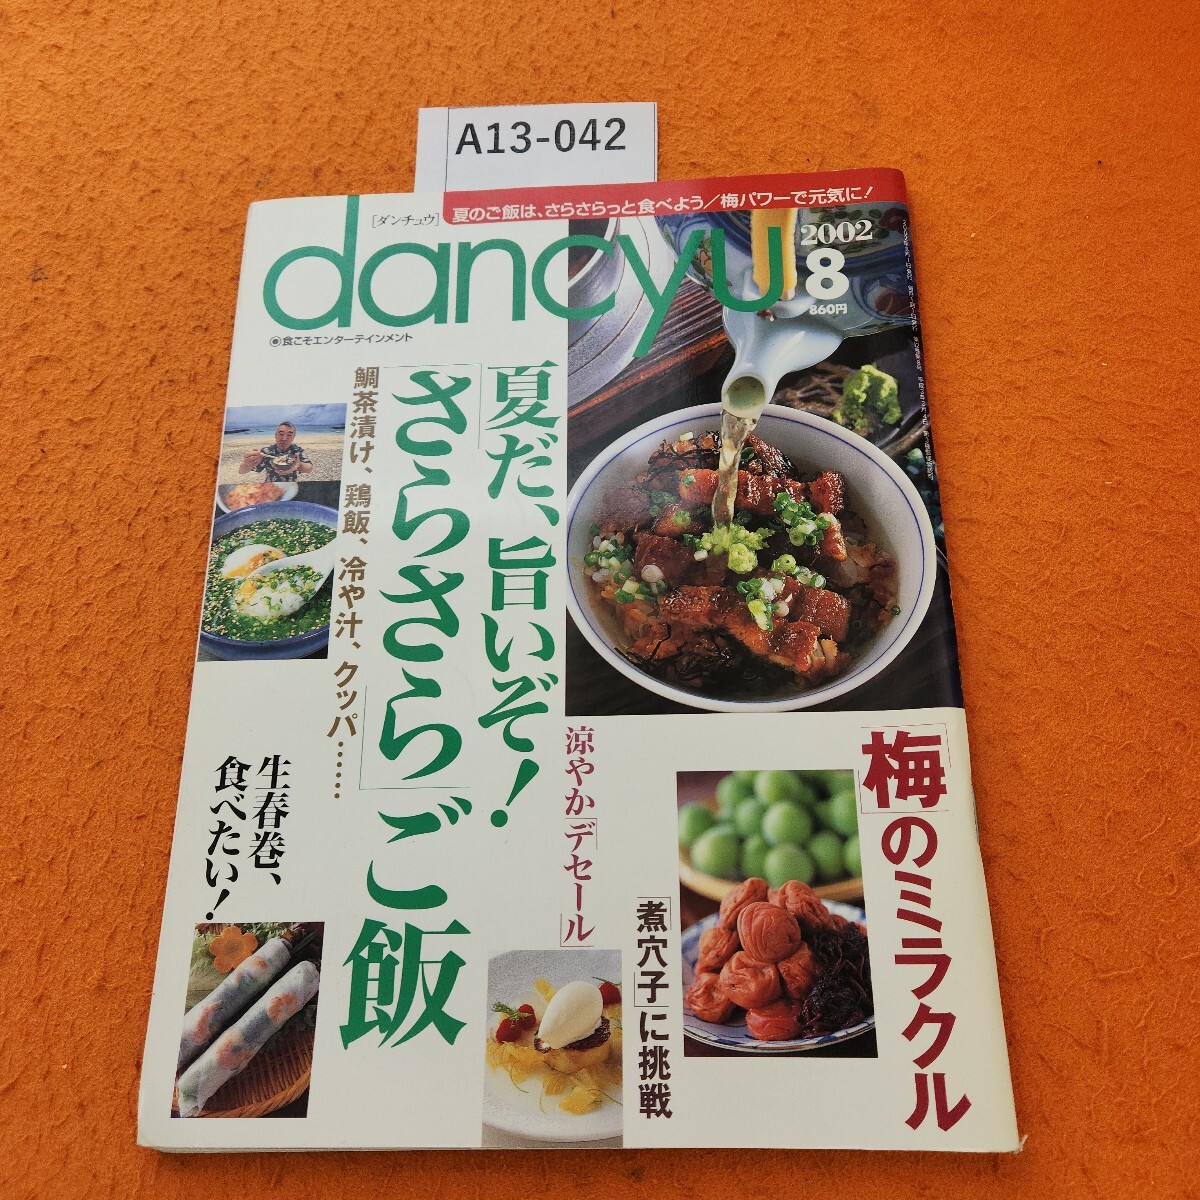 A13-042
夏のご飯は、さらさらっと食べよう／梅パワーで元気に！
[ダンチュウ]
dancyu
2002
8
860円
◉食こそエンターテインメント
夏だ、旨いぞ！
「さらさら」ご飯
鯛茶漬け、鶏飯、冷や汁、クッパ……
「梅」のミラクル
涼やか「デセール」
「煮穴子」に挑戦
生春巻、
食べたい！